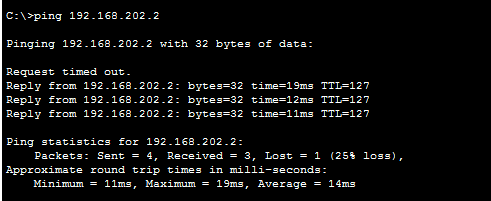 C:\>ping 192.168.202.2
Pinging 192.168.202.2 with 32 bytes of data:
Request timed out.
Reply from 192.168.202.2: bytes=32 time=19ms TTL=127
Reply from 192.168.202.2: bytes=32 time=12ms TTL=127
Reply from 192.168.202.2: bytes=32 time=11ms TTL=127
Ping statistics for 192.168.202.2:
    Packets: Sent = 4, Received = 3, Lost = 1 (25% loss),
Approximate round trip times in milli-seconds:
    Minimum = 11ms, Maximum = 19ms, Average = 14ms